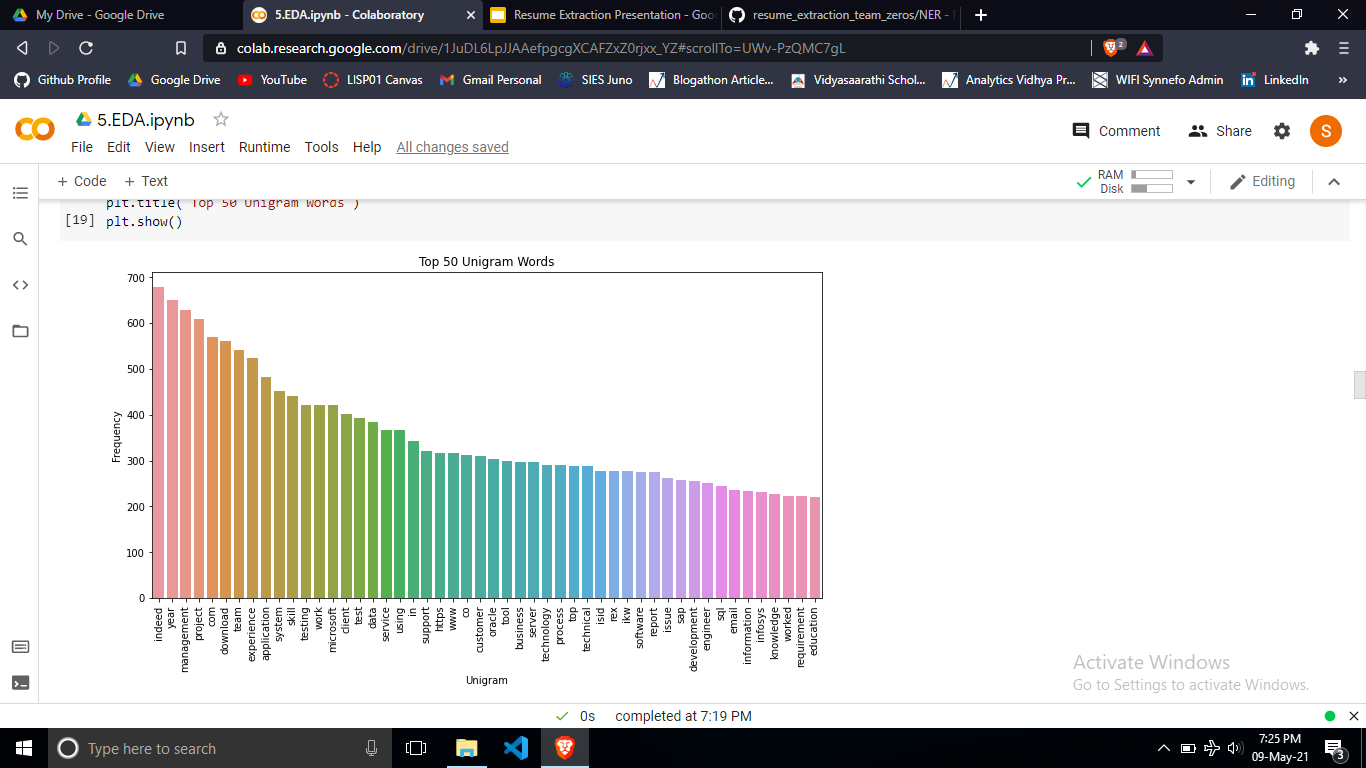 My Drive - Google Drive
5.EDA.ipynb - Colaboratory
Resume Extraction Presentation - Goo
resume_extraction_team_zeros/NER -
colab.research.google.com/drive/1JuDL6LpJJAAefpgcgXCAFZxZ0rjxx_YZ#scrollTo=UWv-PzQMC7gL
2
Github Profile
Google Drive
YouTube
LISP01 Canvas
Gmail Personal
SIES Juno
Blogathon Article...
Vidyasaarathi Schol...
Analytics Vidhya Pr...
WIFI Synnefo Admin
LinkedIn
5.EDA.ipynb
Comment
Share
S
File Edit View Insert Runtime Tools Help All changes saved
+ Code + Text
RAM
Disk
Editing
plt.title('Top 50 Unigram Words')
[19] plt.show()
Top 50 Unigram Words
700
600
500
400
300
200
100
0
Frequency
indeed
year
management
project
com
download
team
experience
application
system
skill
testing
work
microsoft
client
test
data
service
using
in
support
https
www
co
customer
oracle
tool
business
server
technology
process
top
technical
isid
rex
ikw
software
report
issue
sap
development
engineer
sql
email
information
infosys
knowledge
worked
requirement
education
Unigram
Activate Windows
Go to Settings to activate Windows.
0s completed at 7:19 PM
Type here to search
7:25 PM
09-May-21
3